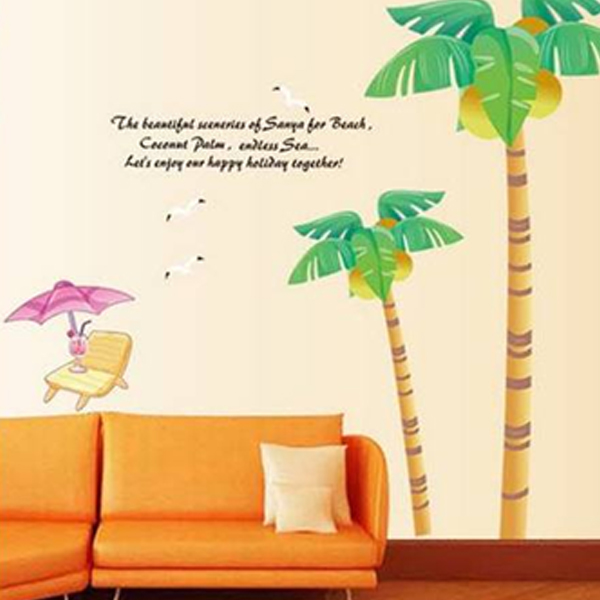 The beautiful sceneries of Sanya for Beach,
Coconut Palm, endless Sea...
Let's enjoy our happy holiday together!